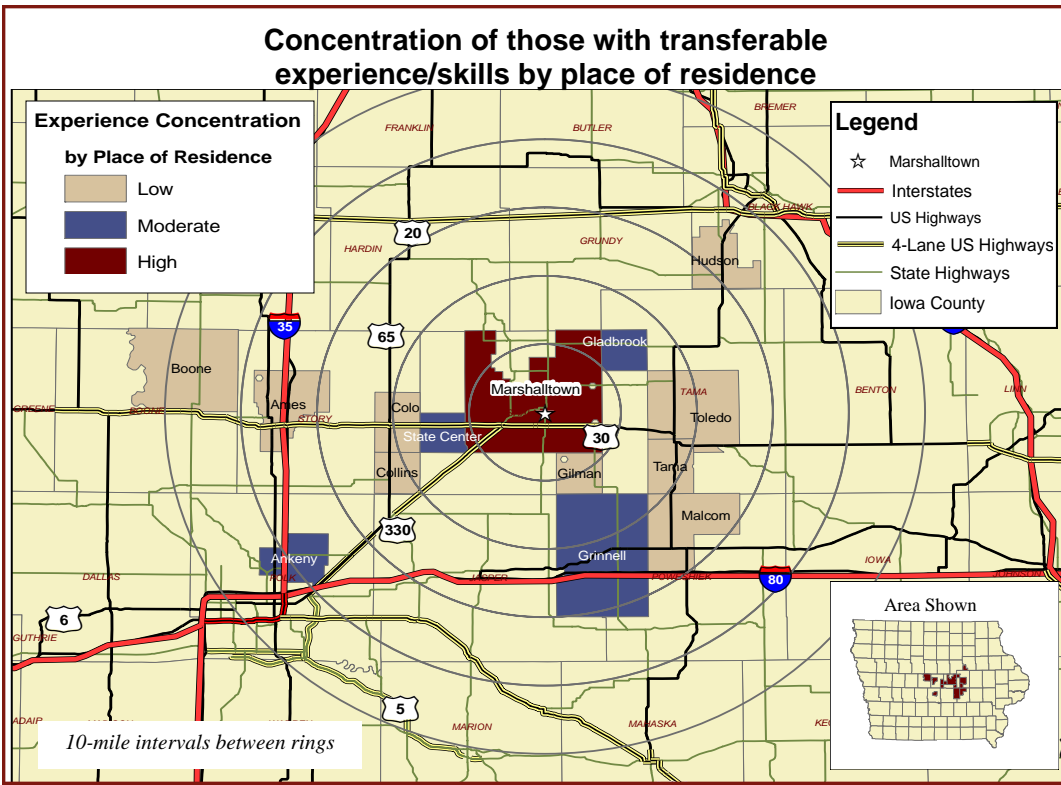 Concentration of those with transferable
experience/skills by place of residence
Experience Concentration
by Place of Residence
Low
Moderate
High
Legend
Marshalltown
Interstates
US Highways
4-Lane US Highways
State Highways
Iowa County
BREMER
FRANKLIN
BUTLER
BLACK HAWK
20
HARDIN
GRUNDY
Hudson
35
65
Gladbrook
Boone
Marshalltown
TAMA
BENTON
LINN
Ames
Colo
GREENE
BOONE
STORY
Toledo
State Center
30
Collins
Gilman
Tama
Malcom
330
Ankeny
Grinnell
IOWA
DALLAS
POLK
JASPER
POWESHIEK
80
JOHNSON
6
GUTHRIE
Area Shown
5
ADAIR
MARION
MAHASKA
10-mile intervals between rings